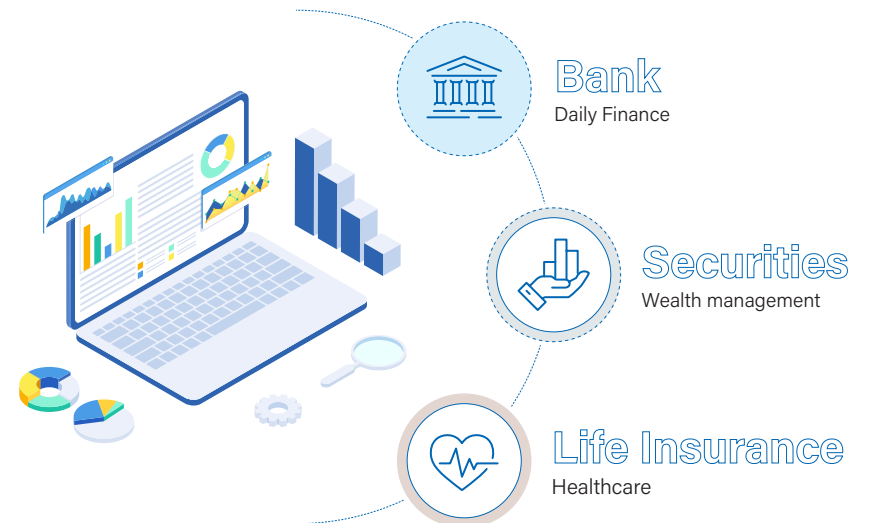 Bank
Daily Finance
Securities
Wealth management
Life Insurance
Healthcare